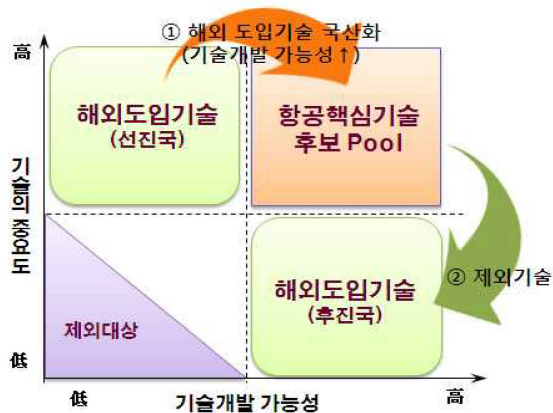 ① 해외 도입기술 국산화
(기술개발 가능성↑)
高
해외도입기술
(선진국)
항공핵심기술
후보 Pool
기술의 중요도
② 제외기술
해외도입기술
(후진국)
제외대상
低
低
기술개발 가능성
高